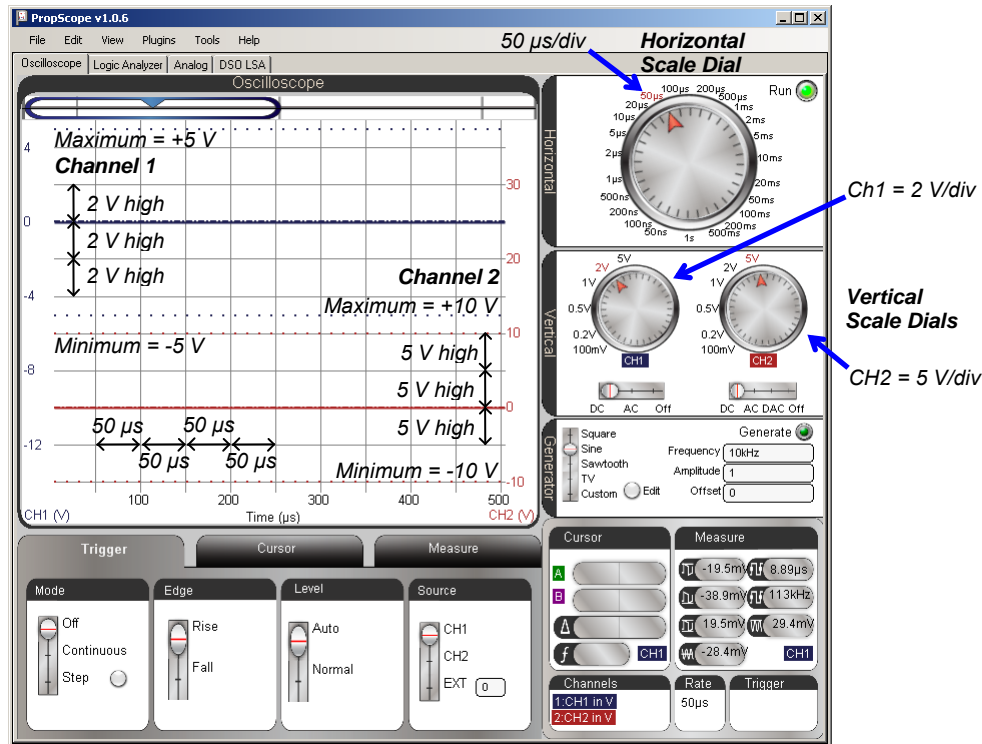 PropScope v1.0.6
File Edit View Plugins Tools Help
50 µs/div
Horizontal
Scale Dial
Oscilloscope Logic Analyzer Analog DSO LSA
Oscilloscope
4
0
-4
-8
-12
Maximum = +5 V
Channel 1
2 V high
2 V high
2 V high
Minimum = -5 V
30
20
10
0
-10
Channel 2
Maximum = +10 V
5 V high
5 V high
5 V high
Minimum = -10 V
50 µs 50 µs
50 µs 50 µs
100 200 300 400 500
CH1 (V) Time (µs) CH2 (V)
Horizontal
Run
50ns
100ns
200ns
500ns
1µs
2µs
5µs
10µs
20µs
50µs
100µs
200µs
500µs
1ms
2ms
5ms
10ms
20ms
50ms
100ms
200ms
500ms
1s
Ch1 = 2 V/div
Vertical
5V
2V
1V
0.5V
0.2V
100mV
CH1
DC AC Off
5V
2V
1V
0.5V
0.2V
100mV
CH2
DC AC DAC Off
Vertical
Scale Dials
CH2 = 5 V/div
Generator
Square
Sine
Sawtooth
TV
Custom Edit
Generate
Frequency 10kHz
Amplitude 1
Offset 0
Trigger Cursor Measure
Mode
Off
Continuous
Step
Edge
Rise
Fall
Level
Auto
Normal
Source
CH1
CH2
EXT 0
Cursor
A
B
Δ
f CH1
Measure
-19.5mV 8.89µs
-38.9mV 113kHz
19.5mV 29.4mV
-28.4mV CH1
Channels
1:CH1 in V
2:CH2 in V
Rate
50µs
Trigger